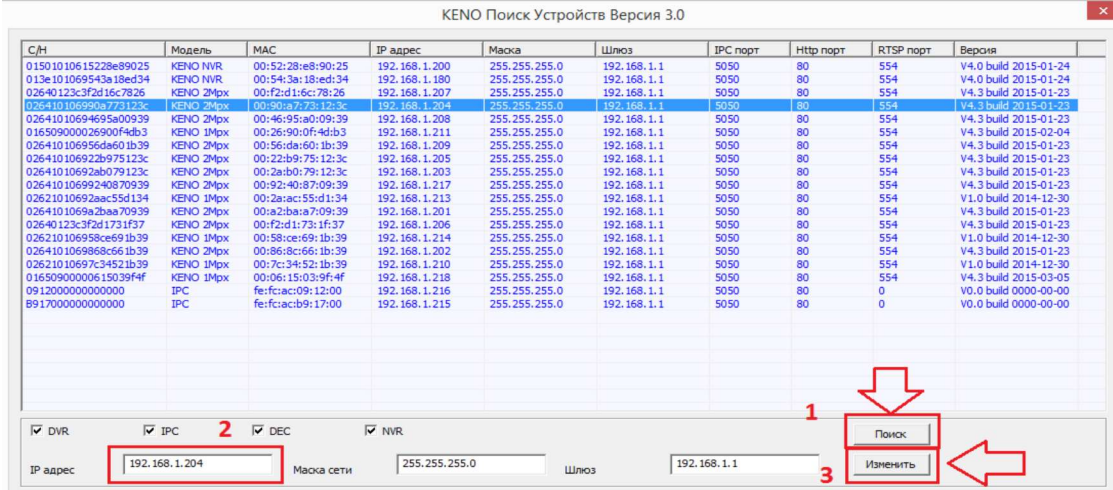 KENO Поиск Устройств Версия 3.0
С/Н Модель MAC IP адрес Маска Шлюз IPC порт Http порт RTSP порт Версия
01501010615228e89025 KENO NVR 00:52:28:e8:90:25 192.168.1.200 255.255.255.0 192.168.1.1 5050 80 554 V4.0 build 2015-01-24
013e101069543a18ed34 KENO NVR 00:54:3a:18:ed:34 192.168.1.180 255.255.255.0 192.168.1.1 5050 80 554 V4.0 build 2015-01-24
02640123c3f2d16c7826 KENO 2Mpx 00:f2:d1:6c:78:26 192.168.1.207 255.255.255.0 192.168.1.1 5050 80 554 V4.3 build 2015-01-23
026410106990a773123c KENO 2Mpx 00:90:a7:73:12:3c 192.168.1.204 255.255.255.0 192.168.1.1 5050 80 554 V4.3 build 2015-01-23
02641010694695a00939 KENO 2Mpx 00:46:95:a0:09:39 192.168.1.208 255.255.255.0 192.168.1.1 5050 80 554 V4.3 build 2015-01-23
016509000026900f4db3 KENO 1Mpx 00:26:90:0f:4d:b3 192.168.1.211 255.255.255.0 192.168.1.1 5050 80 554 V4.3 build 2015-02-04
026410106956da601b39 KENO 2Mpx 00:56:da:60:1b:39 192.168.1.209 255.255.255.0 192.168.1.1 5050 80 554 V4.3 build 2015-01-23
026410106922b975123c KENO 2Mpx 00:22:b9:75:12:3c 192.168.1.205 255.255.255.0 192.168.1.1 5050 80 554 V4.3 build 2015-01-23
02641010692ab079123c KENO 2Mpx 00:2a:b0:79:12:3c 192.168.1.203 255.255.255.0 192.168.1.1 5050 80 554 V4.3 build 2015-01-23
02641010699240870939 KENO 2Mpx 00:92:40:87:09:39 192.168.1.217 255.255.255.0 192.168.1.1 5050 80 554 V4.3 build 2015-01-23
02621010692aac55d134 KENO 1Mpx 00:2a:ac:55:d1:34 192.168.1.213 255.255.255.0 192.168.1.1 5050 80 554 V1.0 build 2014-12-30
0264101069a2baa70939 KENO 2Mpx 00:a2:ba:a7:09:39 192.168.1.201 255.255.255.0 192.168.1.1 5050 80 554 V4.3 build 2015-01-23
02640123c3f2d1731f37 KENO 2Mpx 00:f2:d1:73:1f:37 192.168.1.206 255.255.255.0 192.168.1.1 5050 80 554 V4.3 build 2015-01-23
026210106958ce691b39 KENO 1Mpx 00:58:ce:69:1b:39 192.168.1.214 255.255.255.0 192.168.1.1 5050 80 554 V1.0 build 2014-12-30
0264101069868c661b39 KENO 2Mpx 00:86:8c:66:1b:39 192.168.1.202 255.255.255.0 192.168.1.1 5050 80 554 V4.3 build 2015-01-23
02621010697c34521b39 KENO 1Mpx 00:7c:34:52:1b:39 192.168.1.210 255.255.255.0 192.168.1.1 5050 80 554 V1.0 build 2014-12-30
0165090000615039f4f KENO 1Mpx 00:06:15:03:9f:4f 192.168.1.218 255.255.255.0 192.168.1.1 5050 80 554 V4.3 build 2015-03-05
0912000000000000 IPC fe:fc:ac:09:12:00 192.168.1.216 255.255.255.0 192.168.1.1 5050 80 0 V0.0 build 0000-00-00
B917000000000000 IPC fe:fc:ac:b9:17:00 192.168.1.215 255.255.255.0 192.168.1.1 5050 80 0 V0.0 build 0000-00-00
1
DVR IPC 2 DEC NVR Поиск
IP адрес 192.168.1.204 Маска сети 255.255.255.0 Шлюз 192.168.1.1 3 Изменить